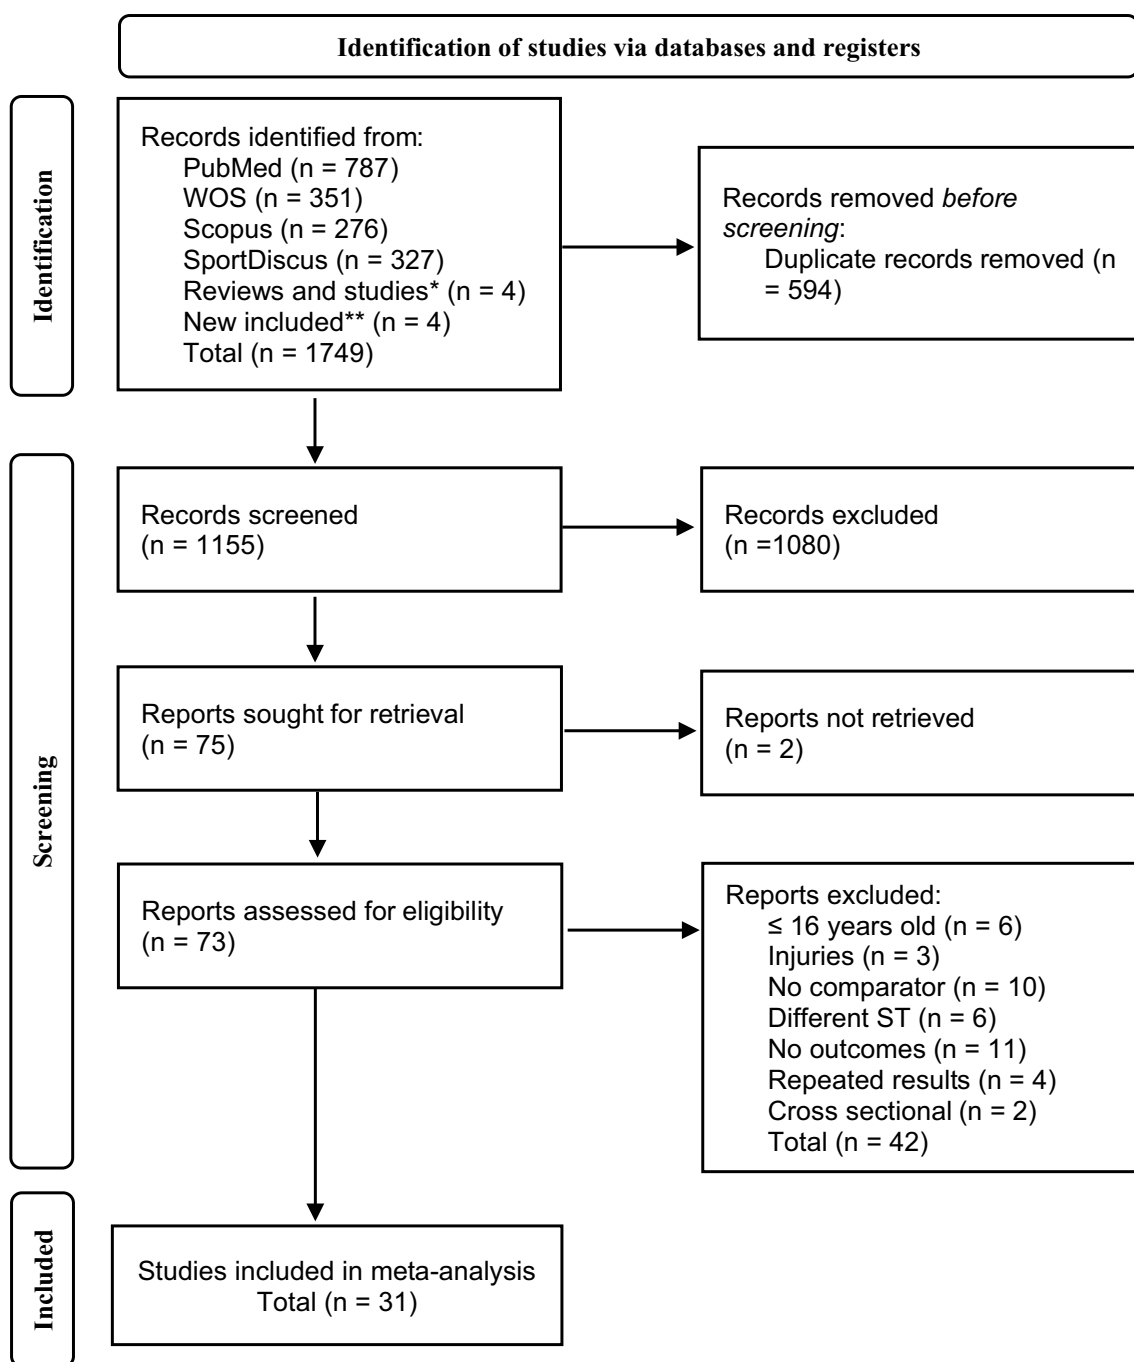 Identification of studies via databases and registers
Identification
Records identified from:
PubMed (n = 787)
WOS (n = 351)
Scopus (n = 276)
SportDiscus (n = 327)
Reviews and studies* (n = 4)
New included** (n = 4)
Total (n = 1749)
Records removed before
screening:
Duplicate records removed (n
= 594)
Screening
Records screened
(n = 1155)
Records excluded
(n =1080)
Reports sought for retrieval
(n = 75)
Reports not retrieved
(n = 2)
Reports assessed for eligibility
(n = 73)
Reports excluded:
≤ 16 years old (n = 6)
Injuries (n = 3)
No comparator (n = 10)
Different ST (n = 6)
No outcomes (n = 11)
Repeated results (n = 4)
Cross sectional (n = 2)
Total (n = 42)
Included
Studies included in meta-analysis
Total (n = 31)